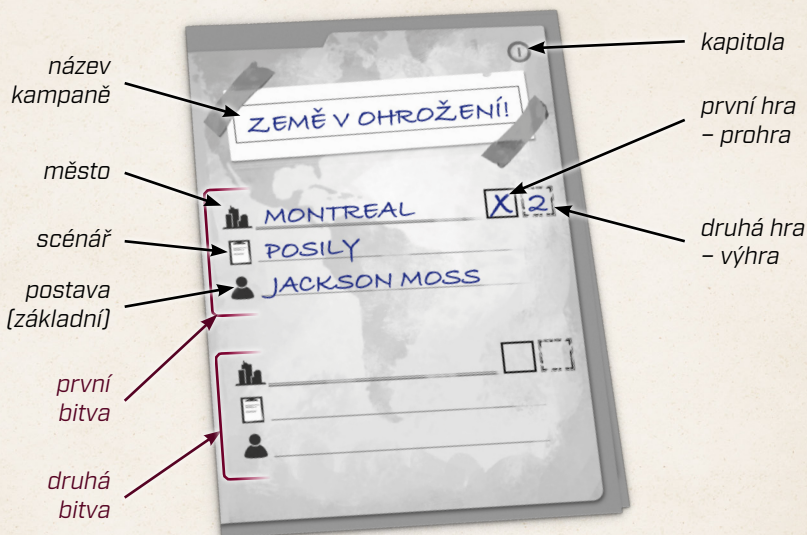 název
kampaně
město
scénář
postava
(základní)
první
bitva
druhá
bitva
I
ZEMĚ V OHROŽENÍ!
MONTREAL X 2
POSILY
JACKSON MOSS
kapitola
první hra
– prohra
druhá hra
– výhra